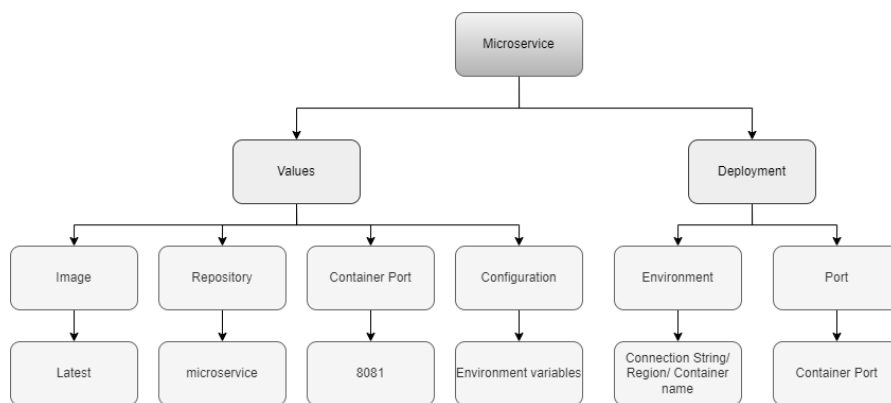 Microservice
Values
Deployment
Image
Repository
Container Port
Configuration
Environment
Port
Latest
microservice
8081
Environment variables
Connection String/
Region/ Container
name
Container Port